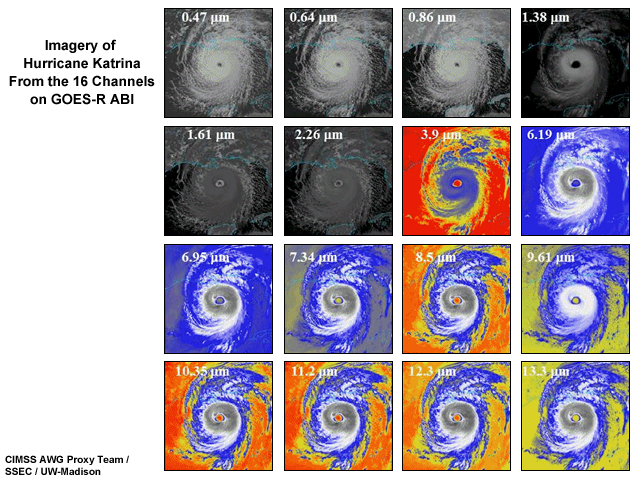 Imagery of
Hurricane Katrina
From the 16 Channels
on GOES-R ABI
0.47 µm
0.64 µm
0.86 µm
1.38 µm
1.61 µm
2.26 µm
3.9 µm
6.19 µm
6.95 µm
7.34 µm
8.5 µm
9.61 µm
10.35 µm
11.2 µm
12.3 µm
13.3 µm
CIMSS AWG Proxy Team /
SSEC / UW-Madison